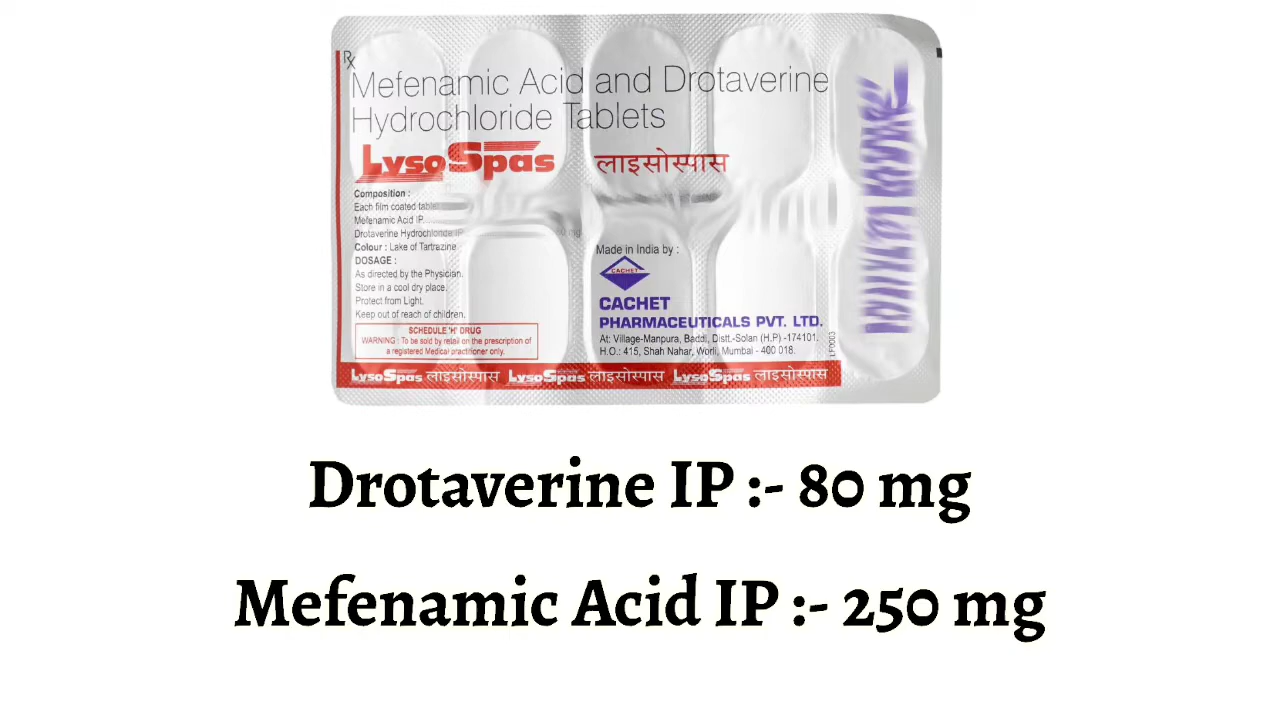 Rx
Mefenamic Acid and Drotaverine
Hydrochloride Tablets
LysoSpas लाइसोस्पास
Composition :
Each film coated tablet
Mefenamic Acid IP.....
Drotaverine Hydrochloride IP
Colour : Lake of Tartrazine
DOSAGE :
As directed by the Physician.
Store in a cool dry place.
Protect from Light.
Keep out of reach of children.
SCHEDULE 'H' DRUG
WARNING : To be sold by retail on the prescription of
a registered Medical practitioner only.
Made in India by :
CACHET
CACHET
PHARMACEUTICALS PVT. LTD.
At: Village-Manpura, Baddi, Distt.-Solan (H.P) -174101.
H.O.: 415, Shah Nahar, Worli, Mumbai - 400 018.
LysoSpas लाइसोस्पास LysoSpas लाइसोस्पास LysoSpas लाइसोस्पास
Drotaverine IP :- 80 mg
Mefenamic Acid IP :- 250 mg